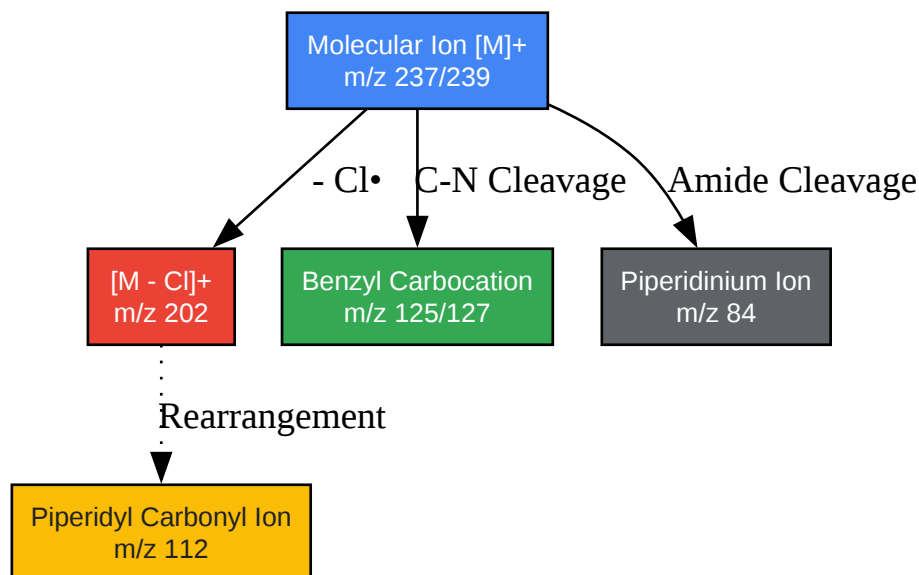 Molecular Ion [M]+
m/z 237/239
- Cl•
C-N Cleavage
Amide Cleavage
[M - Cl]+
m/z 202
Benzyl Carbocation
m/z 125/127
Piperidinium Ion
m/z 84
Rearrangement
Piperidyl Carbonyl Ion
m/z 112